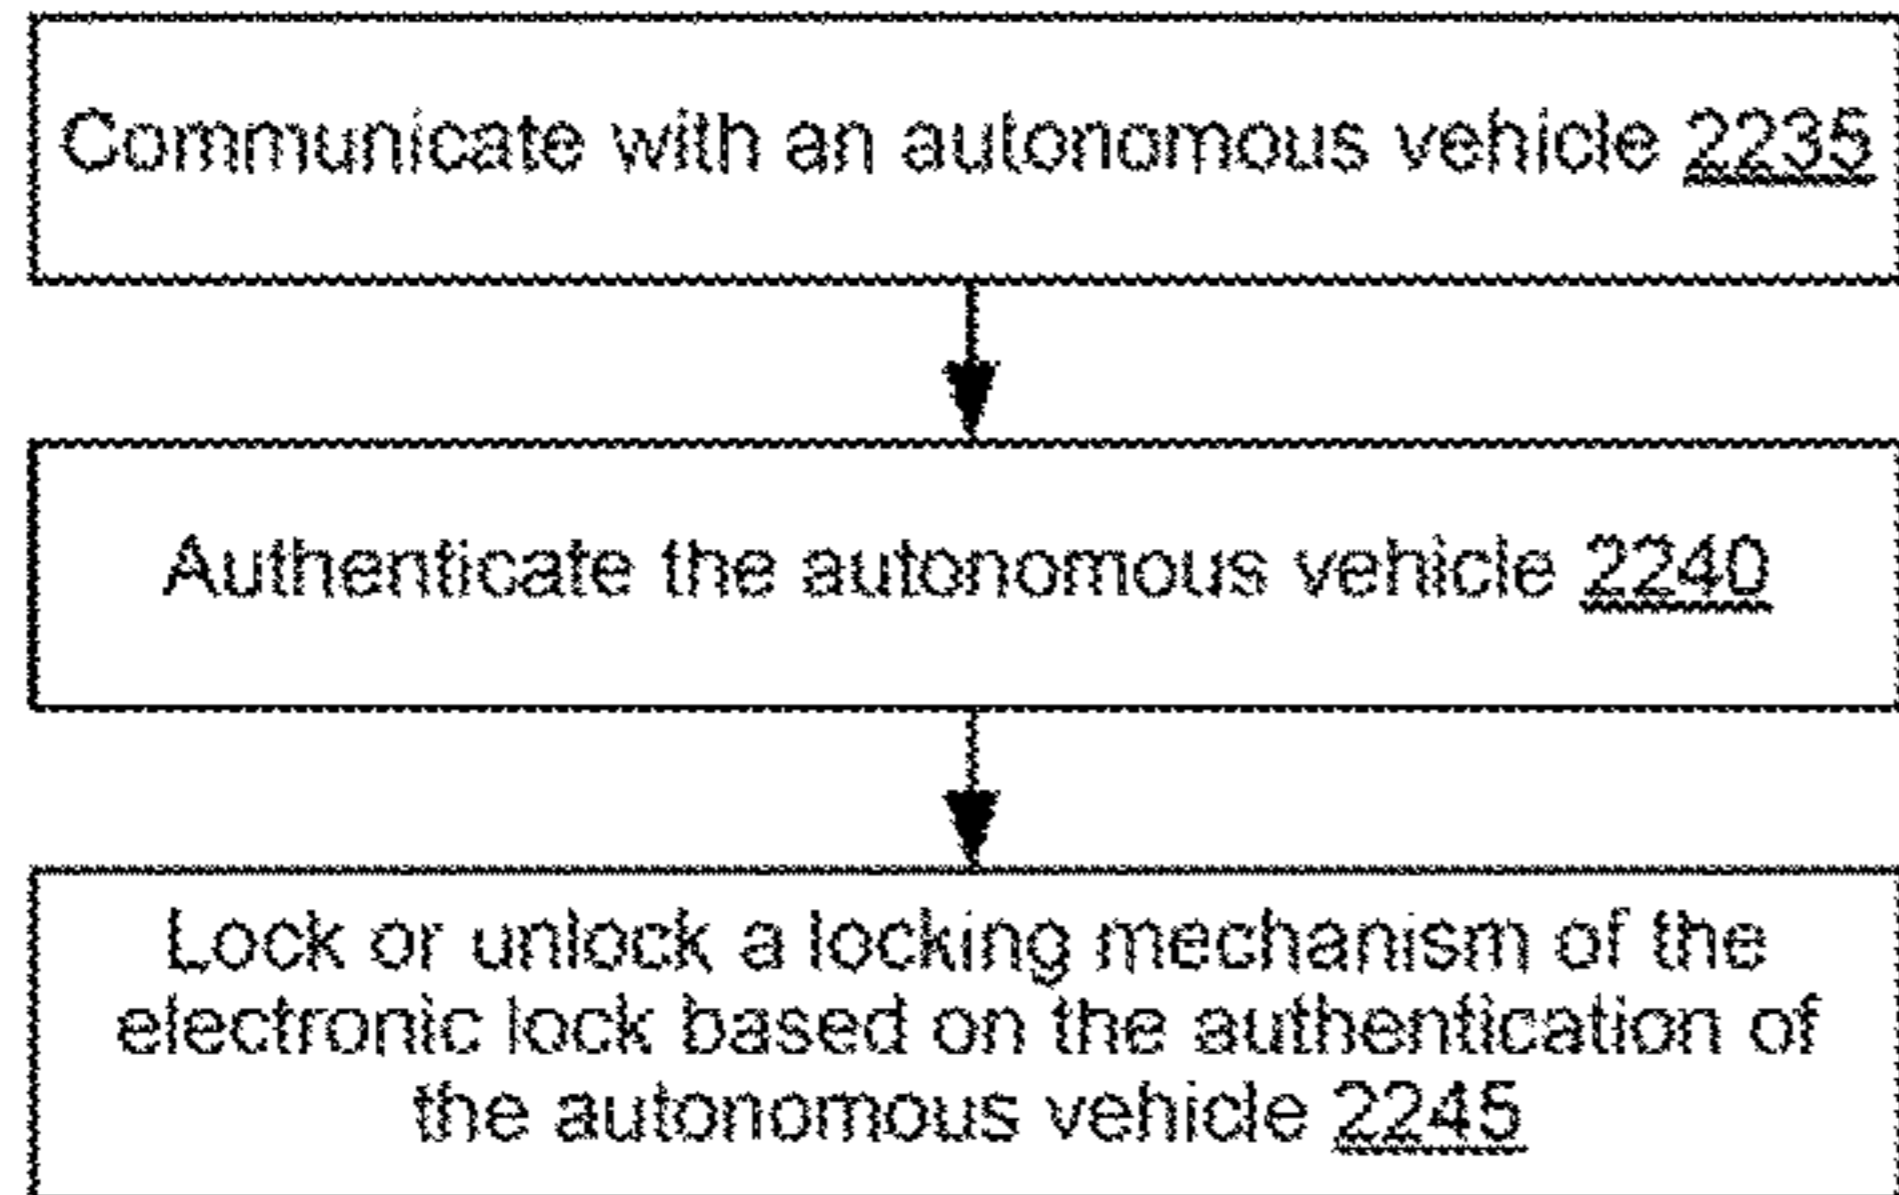 Communicate with an autonomous vehicle 2235
Authenticate the autonomous vehicle 2240
Lock or unlock a locking mechanism of the
electronic lock based on the authentication of
the autonomous vehicle 2245